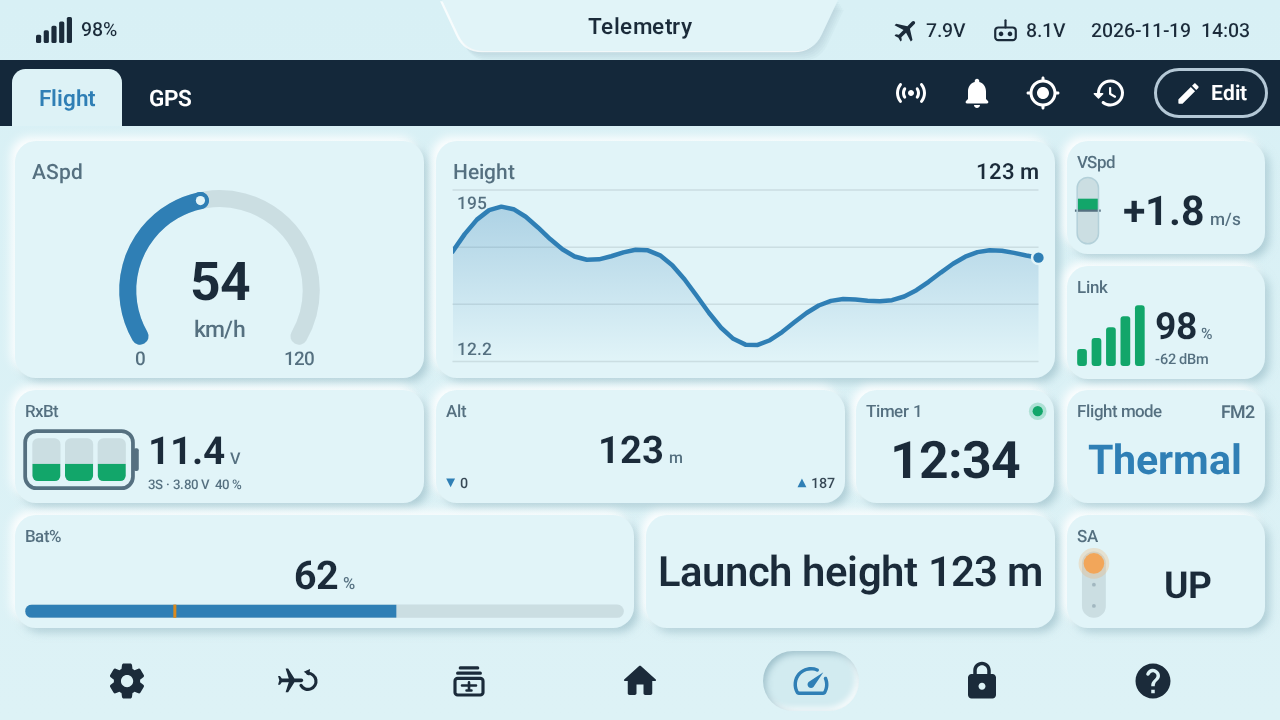 98%
Telemetry
7.9V
8.1V
2026-11-19 14:03
Flight
GPS
Edit
ASpd
54
km/h
0
120
Height
123 m
195
12.2
VSpd
+1.8 m/s
Link
98 %
-62 dBm
RxBt
11.4 V
3S · 3.80 V 40 %
Alt
123 m
▼ 0
▲ 187
Timer 1
12:34
Flight mode
FM2
Thermal
Bat%
62 %
Launch height 123 m
SA
UP